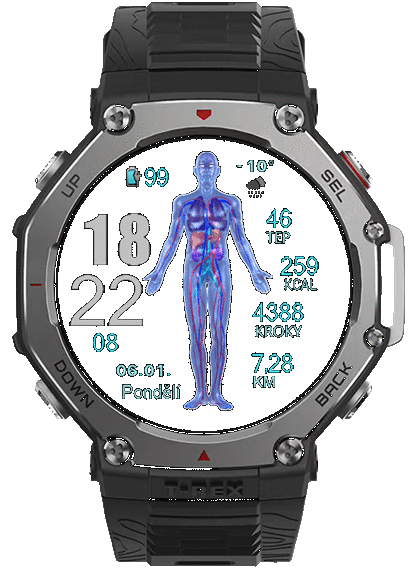 UP
SEL
99
-10°
18
46
TEP
22
259
KCAL
4388
KROKY
08
06.01.
Pondělí
7,28
KM
DOWN
BACK
T-REX